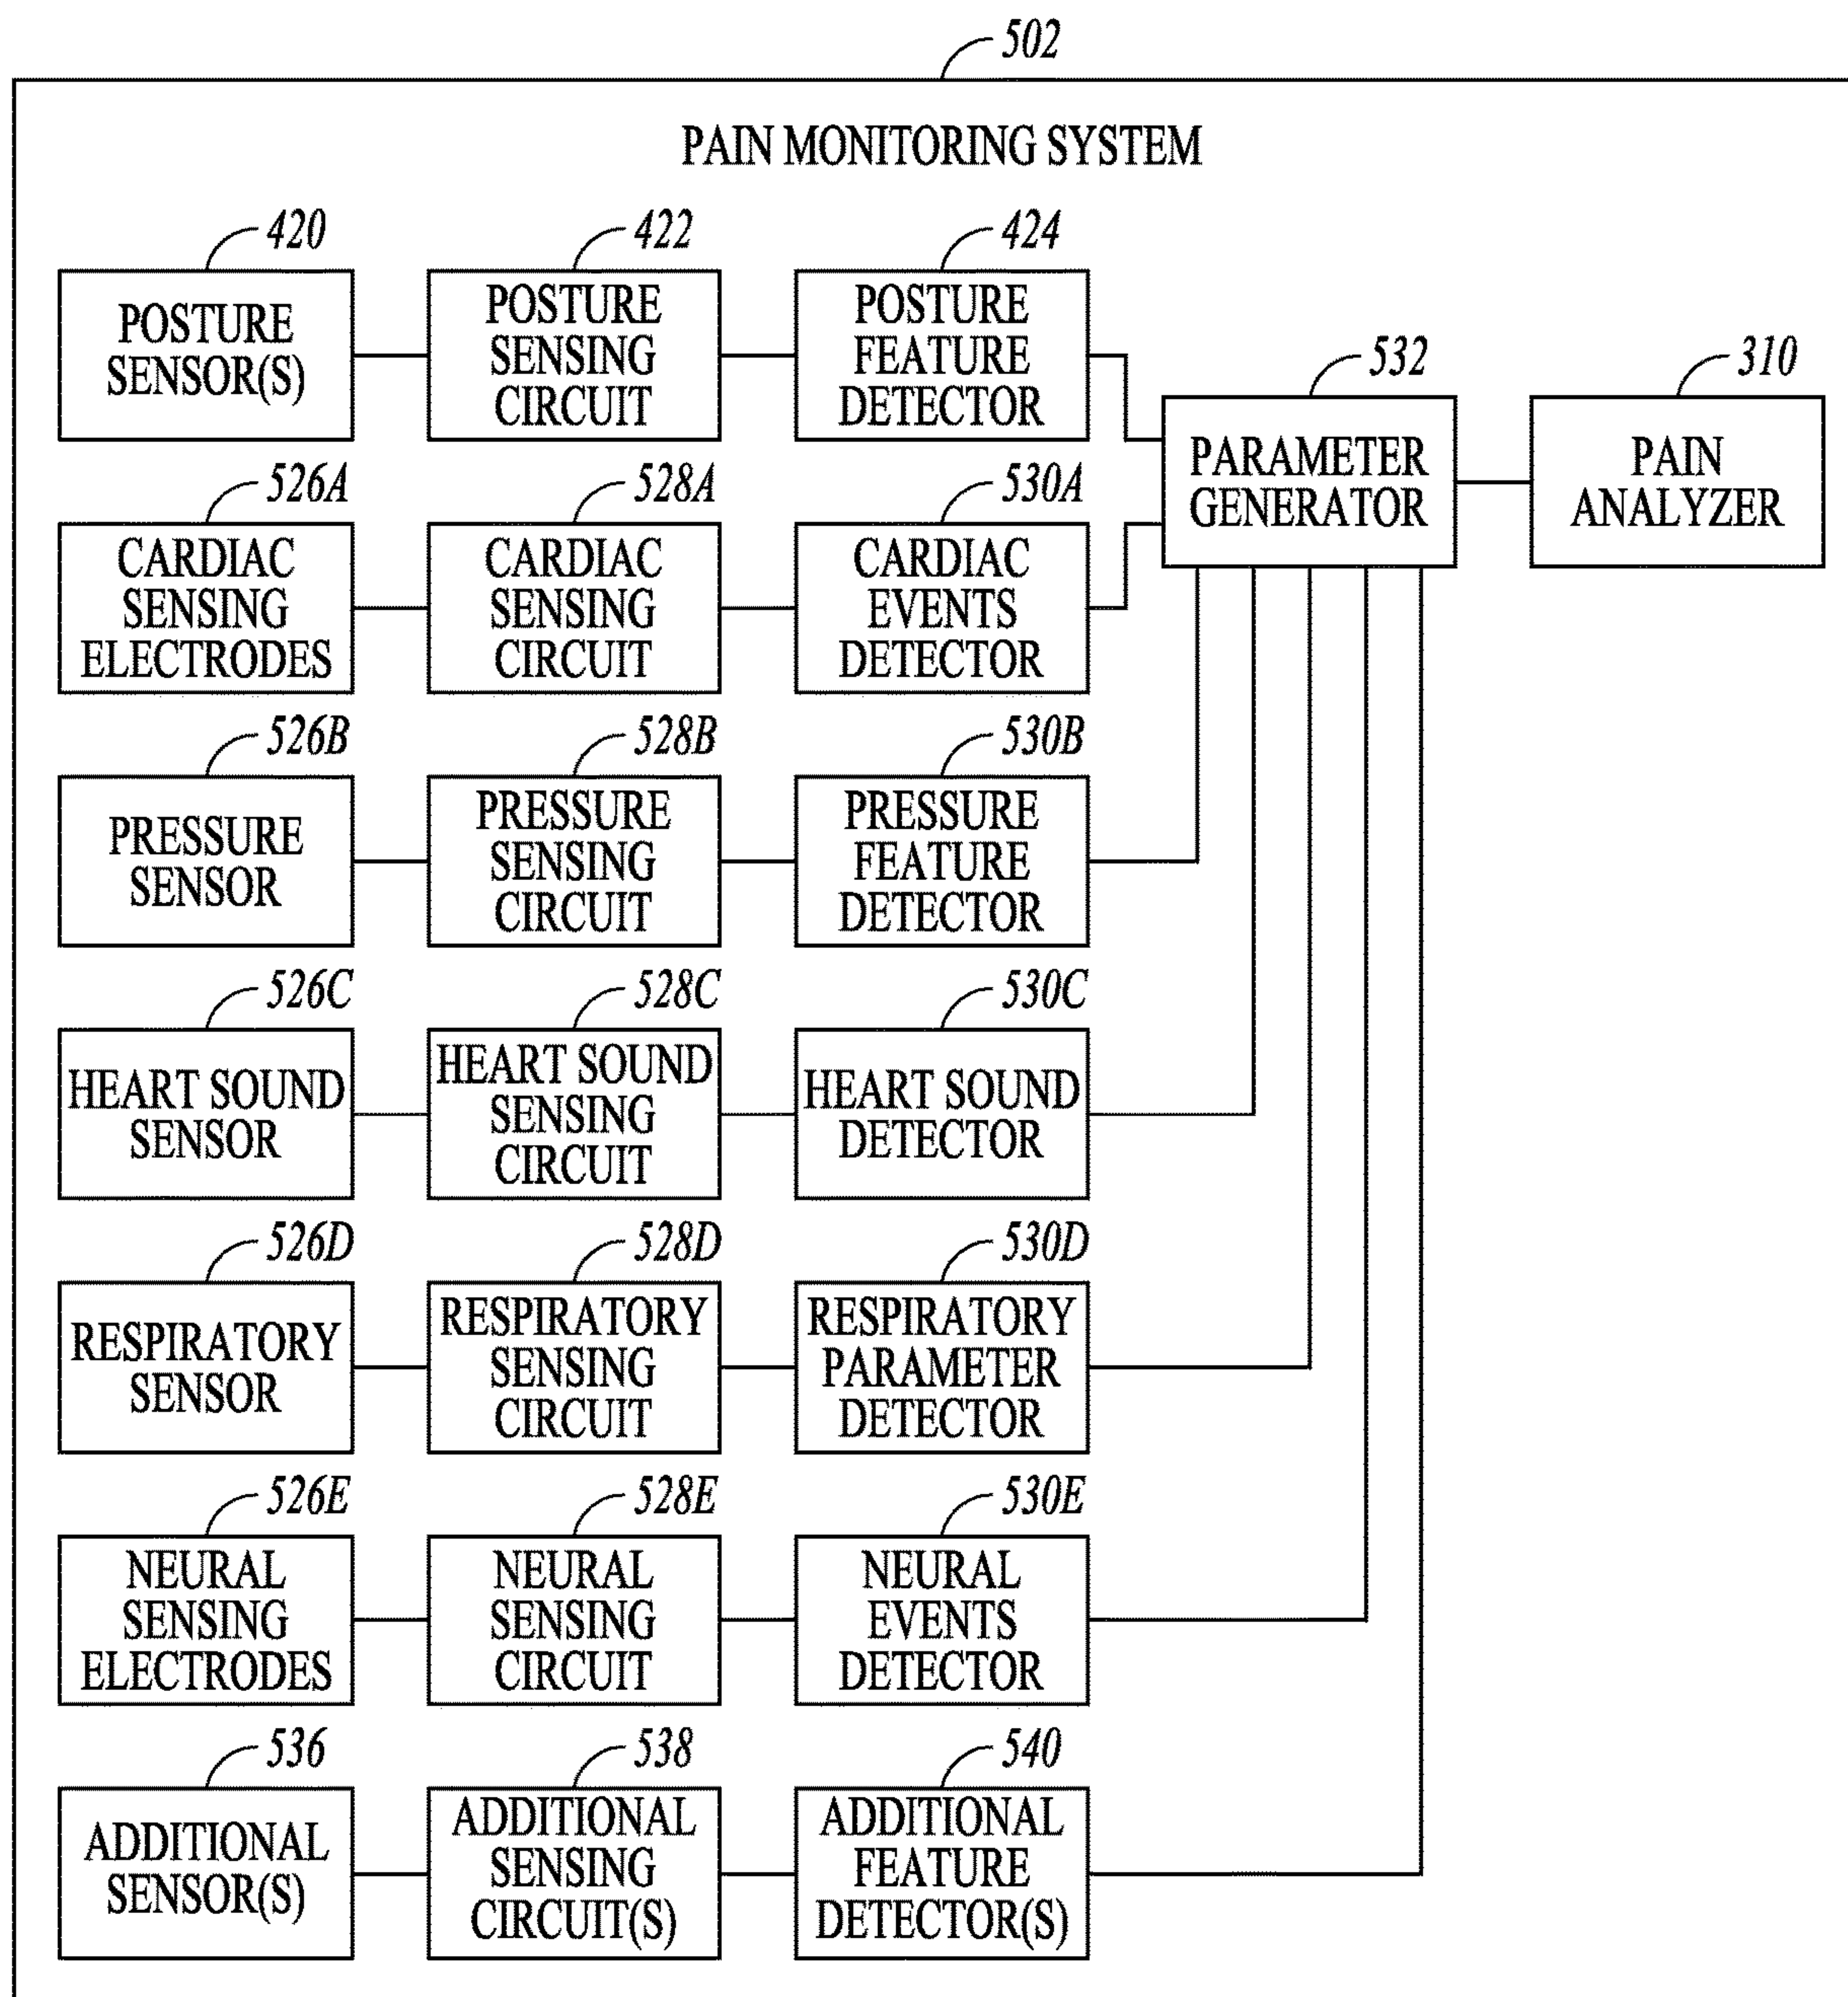 502
PAIN MONITORING SYSTEM
420
422
424
POSTURE
SENSOR(S)
POSTURE
SENSING
CIRCUIT
POSTURE
FEATURE
DETECTOR
532
310
PARAMETER
GENERATOR
PAIN
ANALYZER
526A
528A
530A
CARDIAC
SENSING
ELECTRODES
CARDIAC
SENSING
CIRCUIT
CARDIAC
EVENTS
DETECTOR
526B
528B
530B
PRESSURE
SENSOR
PRESSURE
SENSING
CIRCUIT
PRESSURE
FEATURE
DETECTOR
526C
528C
530C
HEART SOUND
SENSOR
HEART SOUND
SENSING
CIRCUIT
HEART SOUND
DETECTOR
526D
528D
530D
RESPIRATORY
SENSOR
RESPIRATORY
SENSING
CIRCUIT
RESPIRATORY
PARAMETER
DETECTOR
526E
528E
530E
NEURAL
SENSING
ELECTRODES
NEURAL
SENSING
CIRCUIT
NEURAL
EVENTS
DETECTOR
536
538
540
ADDITIONAL
SENSOR(S)
ADDITIONAL
SENSING
CIRCUIT(S)
ADDITIONAL
FEATURE
DETECTOR(S)